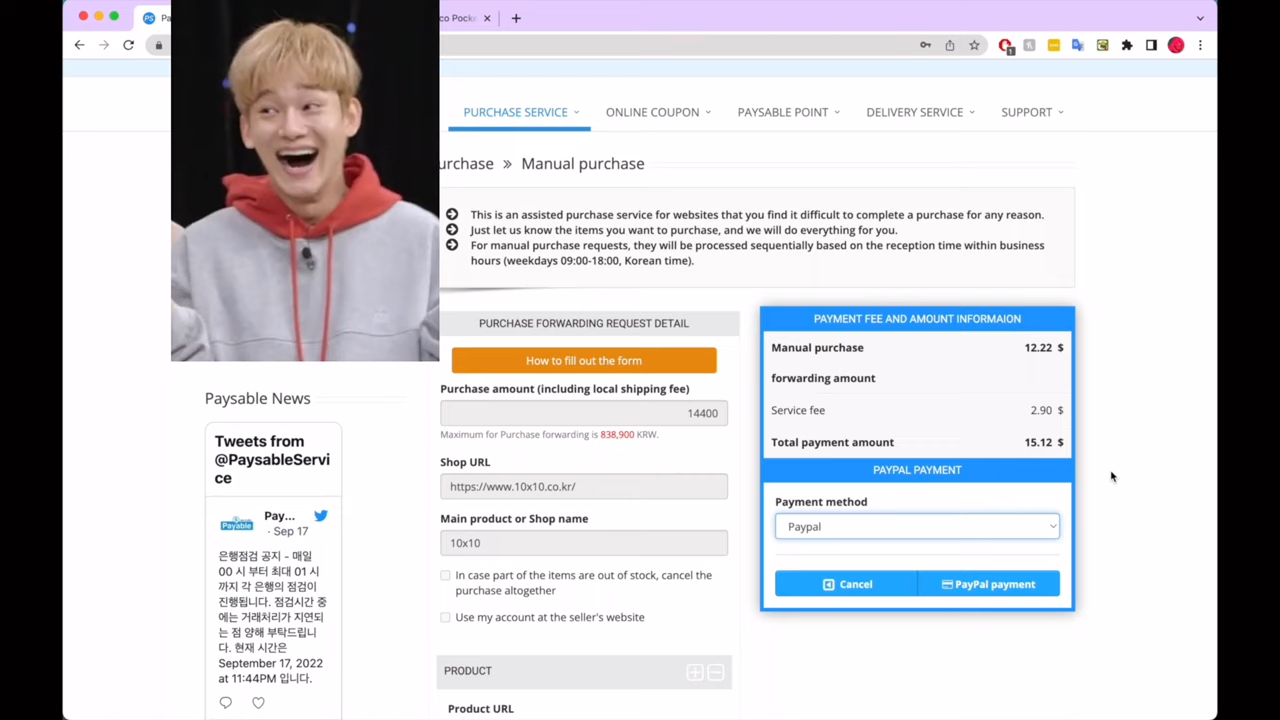 PS Pa
co Pock
1
PURCHASE SERVICE
ONLINE COUPON
PAYSABLE POINT
DELIVERY SERVICE
SUPPORT
urchase » Manual purchase
This is an assisted purchase service for websites that you find it difficult to complete a purchase for any reason.
Just let us know the items you want to purchase, and we will do everything for you.
For manual purchase requests, they will be processed sequentially based on the reception time within business
hours (weekdays 09:00-18:00, Korean time).
PURCHASE FORWARDING REQUEST DETAIL
How to fill out the form
Purchase amount (including local shipping fee)
14400
Maximum for Purchase forwarding is 838,900 KRW.
Shop URL
https://www.10x10.co.kr/
Main product or Shop name
10x10
In case part of the items are out of stock, cancel the
purchase altogether
Use my account at the seller's website
PRODUCT
Product URL
PAYMENT FEE AND AMOUNT INFORMAION
Manual purchase 12.22 $
forwarding amount
Service fee 2.90 $
Total payment amount 15.12 $
PAYPAL PAYMENT
Payment method
Paypal
Cancel
PayPal payment
Paysable News
Tweets from
@PaysableServi
ce
Pay...
· Sep 17
은행점검 공지 - 매일
00 시 부터 최대 01 시
까지 각 은행의 점검이
진행됩니다. 점검시간 중
에는 거래처리가 지연되
는 점 양해 부탁드립니
다. 현재 시간은
September 17, 2022
at 11:44PM 입니다.